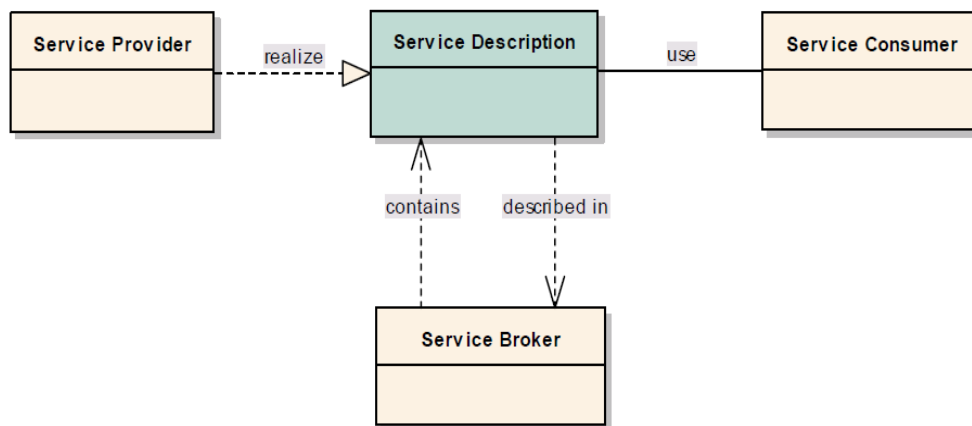 Service Provider
realize
Service Description
use
Service Consumer
contains
described in
Service Broker